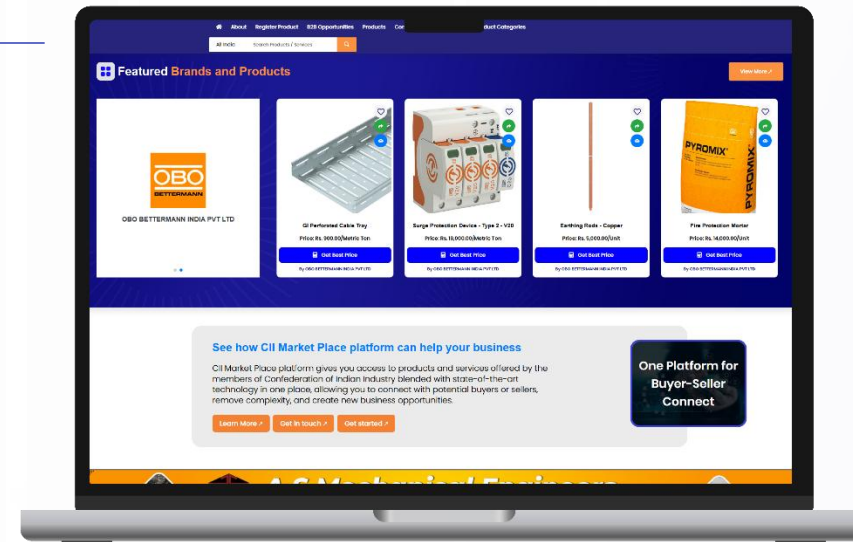 About Register Product B2B Opportunities Products Con duct Categories
All India Search Products / Services
Featured Brands and Products
View More
OBO
BETTERMANN
OBO BETTERMANN INDIA PVT LTD
GI Perforated Cable Tray
Price: Rs. 900.00/Metric Ton
Get Best Price
By OBO BETTERMANN INDIA PVT LTD
Surge Protection Device - Type 2 - V20
Price: Rs. 13,000.00/Metric Ton
Get Best Price
By OBO BETTERMANN INDIA PVT LTD
Earthing Rods - Copper
Price: Rs. 5,000.00/Unit
Get Best Price
By OBO BETTERMANN INDIA PVT LTD
PYROMIX
PYROMIX
Fire Protection Mortar
Price: Rs. 14,000.00/Unit
Get Best Price
By OBO BETTERMANN INDIA PVT LTD
See how CII Market Place platform can help your business
CII Market Place platform gives you access to products and services offered by the
members of Confederation of Indian Industry blended with state-of-the-art
technology in one place, allowing you to connect with potential buyers or sellers,
remove complexity, and create new business opportunities.
Learn More
Get in touch
Get started
One Platform for
Buyer-Seller
Connect
A G Mechanical Engineers